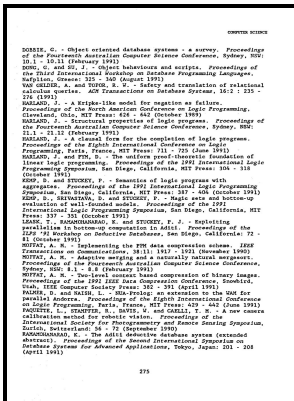 COMPUTER SCIENCE
DOBBIE, G. - Object oriented database systems - a survey. Proceedings
of the Fourteenth Australian Computer Science Conference, Sydney, NSW:
10.1 - 10.11 (February 1991)
DONG, G. and SU, J. - Object behaviours and scripts. Proceedings of
the Third International Workshop on Database Programming Languages,
Nafplion, Greece: 325 - 340 (August 1991)
VAN GELDER, A. and TOPOR, R. W. - Safety and translation of relational
calculus queries. ACM Transactions on Database Systems, 16:2 : 235 -
278 (1991)
HARLAND, J. - A Kripke-like model for negation as failure.
Proceedings of the North American Conference on Logic Programming,
Cleveland, Ohio, MIT Press: 626 - 642 (October 1989)
HARLAND, J. - Structural properties of logic programs. Proceedings of
the Fourteenth Australian Computer Science Conference, Sydney, NSW:
21.1 - 21.12 (February 1991)
HARLAND, J. - A clausal form for the completion of logic programs.
Proceedings of the Eighth International Conference on Logic
Programming, Paris, France, MIT Press: 711 - 725 (June 1991)
HARLAND, J. and PYM, D. - The uniform proof-theoretic foundation of
linear logic programming. Proceedings of the 1991 International Logic
Programming Symposium, San Diego, California, MIT Press: 304 - 318
(October 1991)
KEMP, D. and STUCKEY, P. - Semantics of logic programs with
aggregates. Proceedings of the 1991 International Logic Programming
Symposium, San Diego, California, MIT Press: 387 - 404 (October 1991)
KEMP, D., SRIVASTAVA, D. and STUCKEY, P. - Magic sets and bottom-up
evaluation of well-founded models. Proceedings of the 1991
International Logic Programming Symposium, San Diego, California, MIT
Press: 337 - 351 (October 1991)
LEASK, T., RAMAMOHANARAO, K. and STUCKEY, P. J. - Exploiting
parallelism in bottom-up computation in Aditi. Proceedings of the
ILPS '91 Workshop on Deductive Databases, San Diego, California: 72 -
81 (October 1991)
MOFFAT, A. M. - Implementing the PPM data compression scheme. IEEE
Transactions on Communications, 38:11: 1917 - 1921 (November 1990)
MOFFAT, A. M. - Adaptive merging and a naturally natural mergesort.
Proceedings of the Fourteenth Australian Computer Science Conference,
Sydney, NSW: 8.1 - 8.8 (February 1991)
MOFFAT, A. M. - Two-level context based compression of binary images.
Proceedings of the 1991 IEEE Data Compression Conference, Snowbird,
Utah, IEEE Computer Society Press: 382 - 391 (April 1991)
PALMER, D. and NAISH, L. - NUA-Prolog: an extension to the WAM for
parallel Andorra. Proceedings of the Eighth International Conference
on Logic Programming, Paris, France, MIT Press: 429 - 442 (June 1991)
PAQUETTE, L., STAMPFER, R., DAVIS, W. and CAELLI, T. M. - A new camera
calibration method for robotic vision. Proceedings of the
International Society for Photogrammetry and Remote Sensing Symposium,
Zurich, Switzerland: 56 - 72 (September 1990)
RAMAMOHANARAO, K. - The Aditi deductive database system (extended
abstract). Proceedings of the Second International Symposium on
Database Systems for Advanced Applications, Tokyo, Japan: 201 - 208
(April 1991)
275